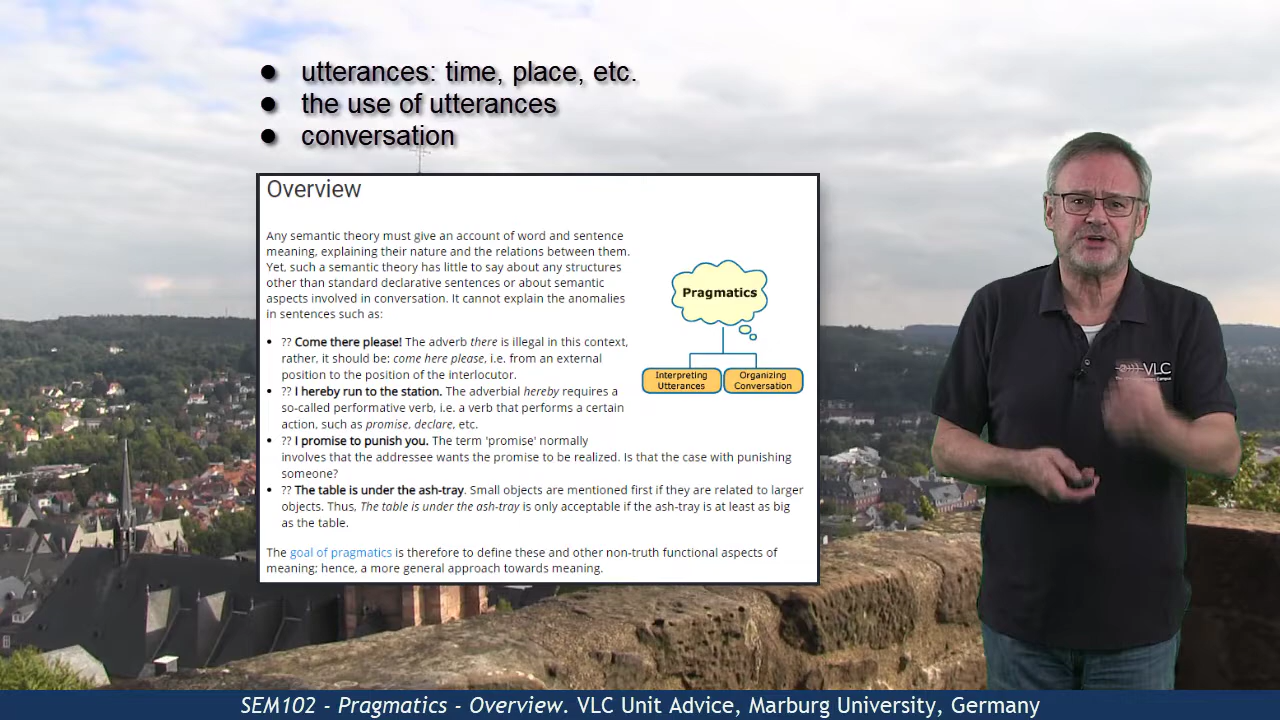 ● utterances: time, place, etc.
● the use of utterances
● conversation
Overview
Any semantic theory must give an account of word and sentence
meaning, explaining their nature and the relations between them.
Yet, such a semantic theory has little to say about any structures
other than standard declarative sentences or about semantic
aspects involved in conversation. It cannot explain the anomalies
in sentences such as:
• ?? Come there please! The adverb there is illegal in this context,
rather, it should be: come here please, i.e. from an external
position to the position of the interlocutor.
• ?? I hereby run to the station. The adverbial hereby requires a
so-called performative verb, i.e. a verb that performs a certain
action, such as promise, declare, etc.
• ?? I promise to punish you. The term 'promise' normally
involves that the addressee wants the promise to be realized. Is that the case with punishing
someone?
• ?? The table is under the ash-tray. Small objects are mentioned first if they are related to larger
objects. Thus, The table is under the ash-tray is only acceptable if the ash-tray is at least as big
as the table.
The goal of pragmatics is therefore to define these and other non-truth functional aspects of
meaning; hence, a more general approach towards meaning.
Pragmatics
Interpreting
Utterances
Organizing
Conversation
VLC
SEM102 - Pragmatics - Overview. VLC Unit Advice, Marburg University, Germany